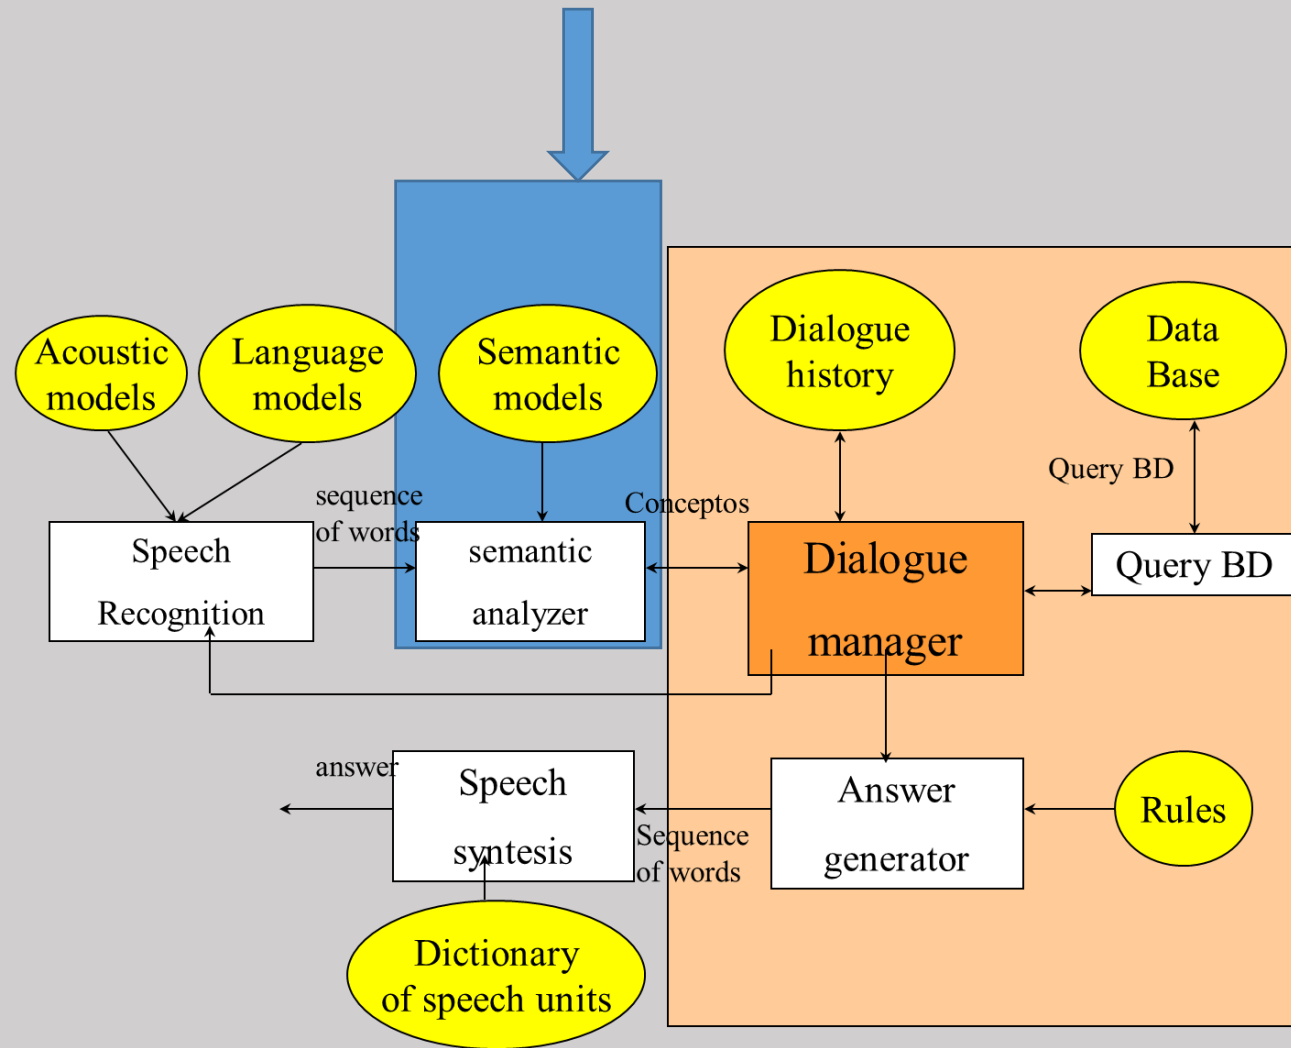 Acoustic
models
Language
models
Semantic
models
Dialogue
history
Data
Base
Query BD
sequence
of words
Conceptos
Speech
Recognition
semantic
analyzer
Dialogue
manager
Query BD
answer
Speech
syntesis
Sequence
of words
Answer
generator
Rules
Dictionary
of speech units